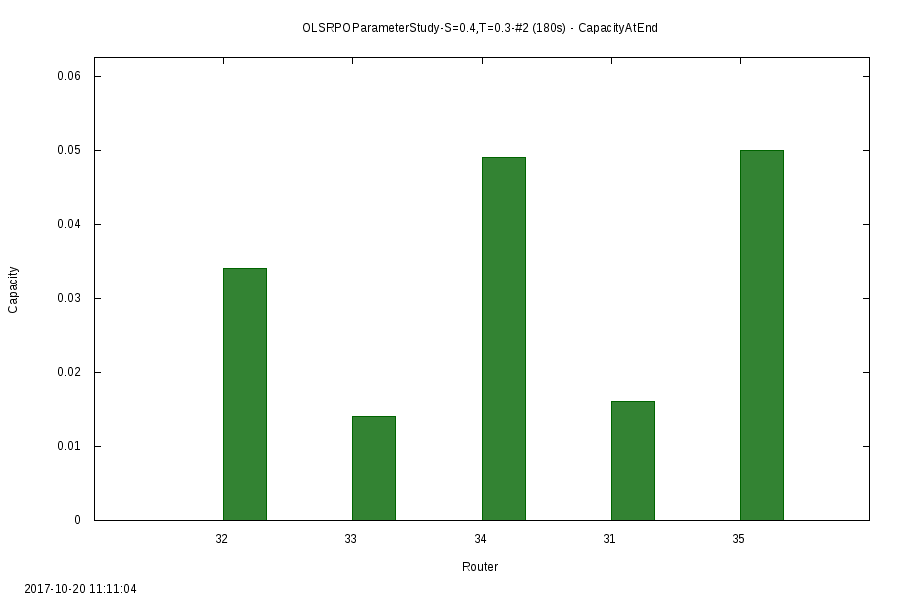 OLSRPOParameterStudy-S=0.4,T=0.3-#2 (180s) - CapacityAtEnd
0.06
0.05
0.04
0.03
0.02
0.01
0
Capacity
32 33 34 31 35
Router
2017-10-20 11:11:04